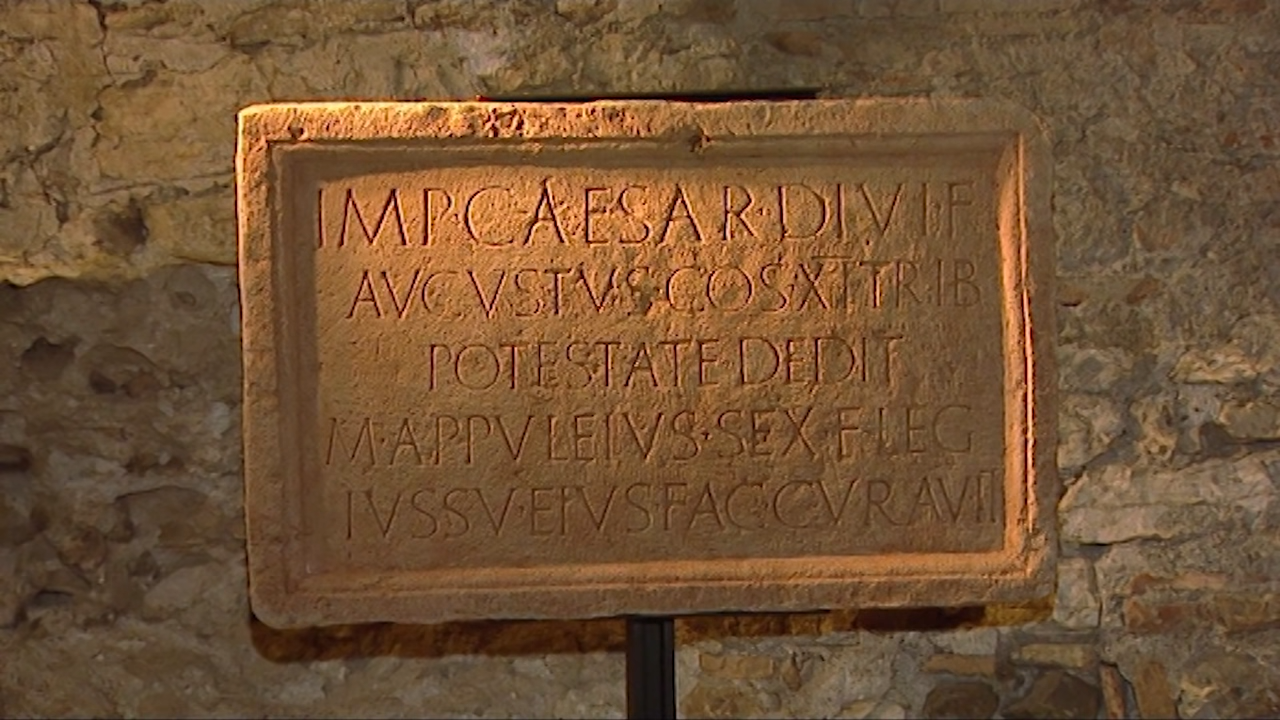 IMP·CAESAR·DIVI·F
AVGVSTVS·COS·XI·TRIB
POTESTATE·DEDIT
M·APPVLEIVS·SEX·F·LEG
IVSSV·EIVS·FAC·CVRAVIT